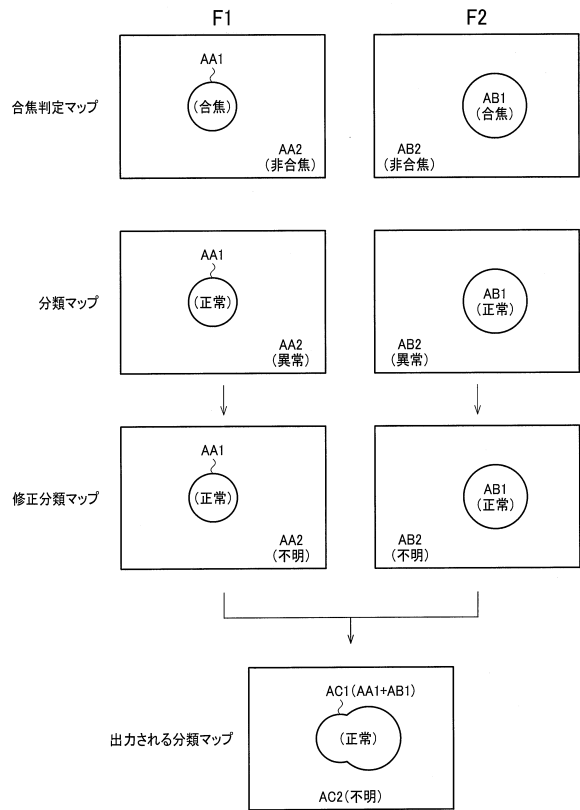 F1
F2
合焦判定マップ
AA1
(合焦)
AA2
(非合焦)
AB1
(合焦)
AB2
(非合焦)
分類マップ
AA1
(正常)
AA2
(異常)
AB1
(正常)
AB2
(異常)
修正分類マップ
AA1
(正常)
AA2
(不明)
AB1
(正常)
AB2
(不明)
出力される分類マップ
AC1(AA1+AB1)
(正常)
AC2(不明)